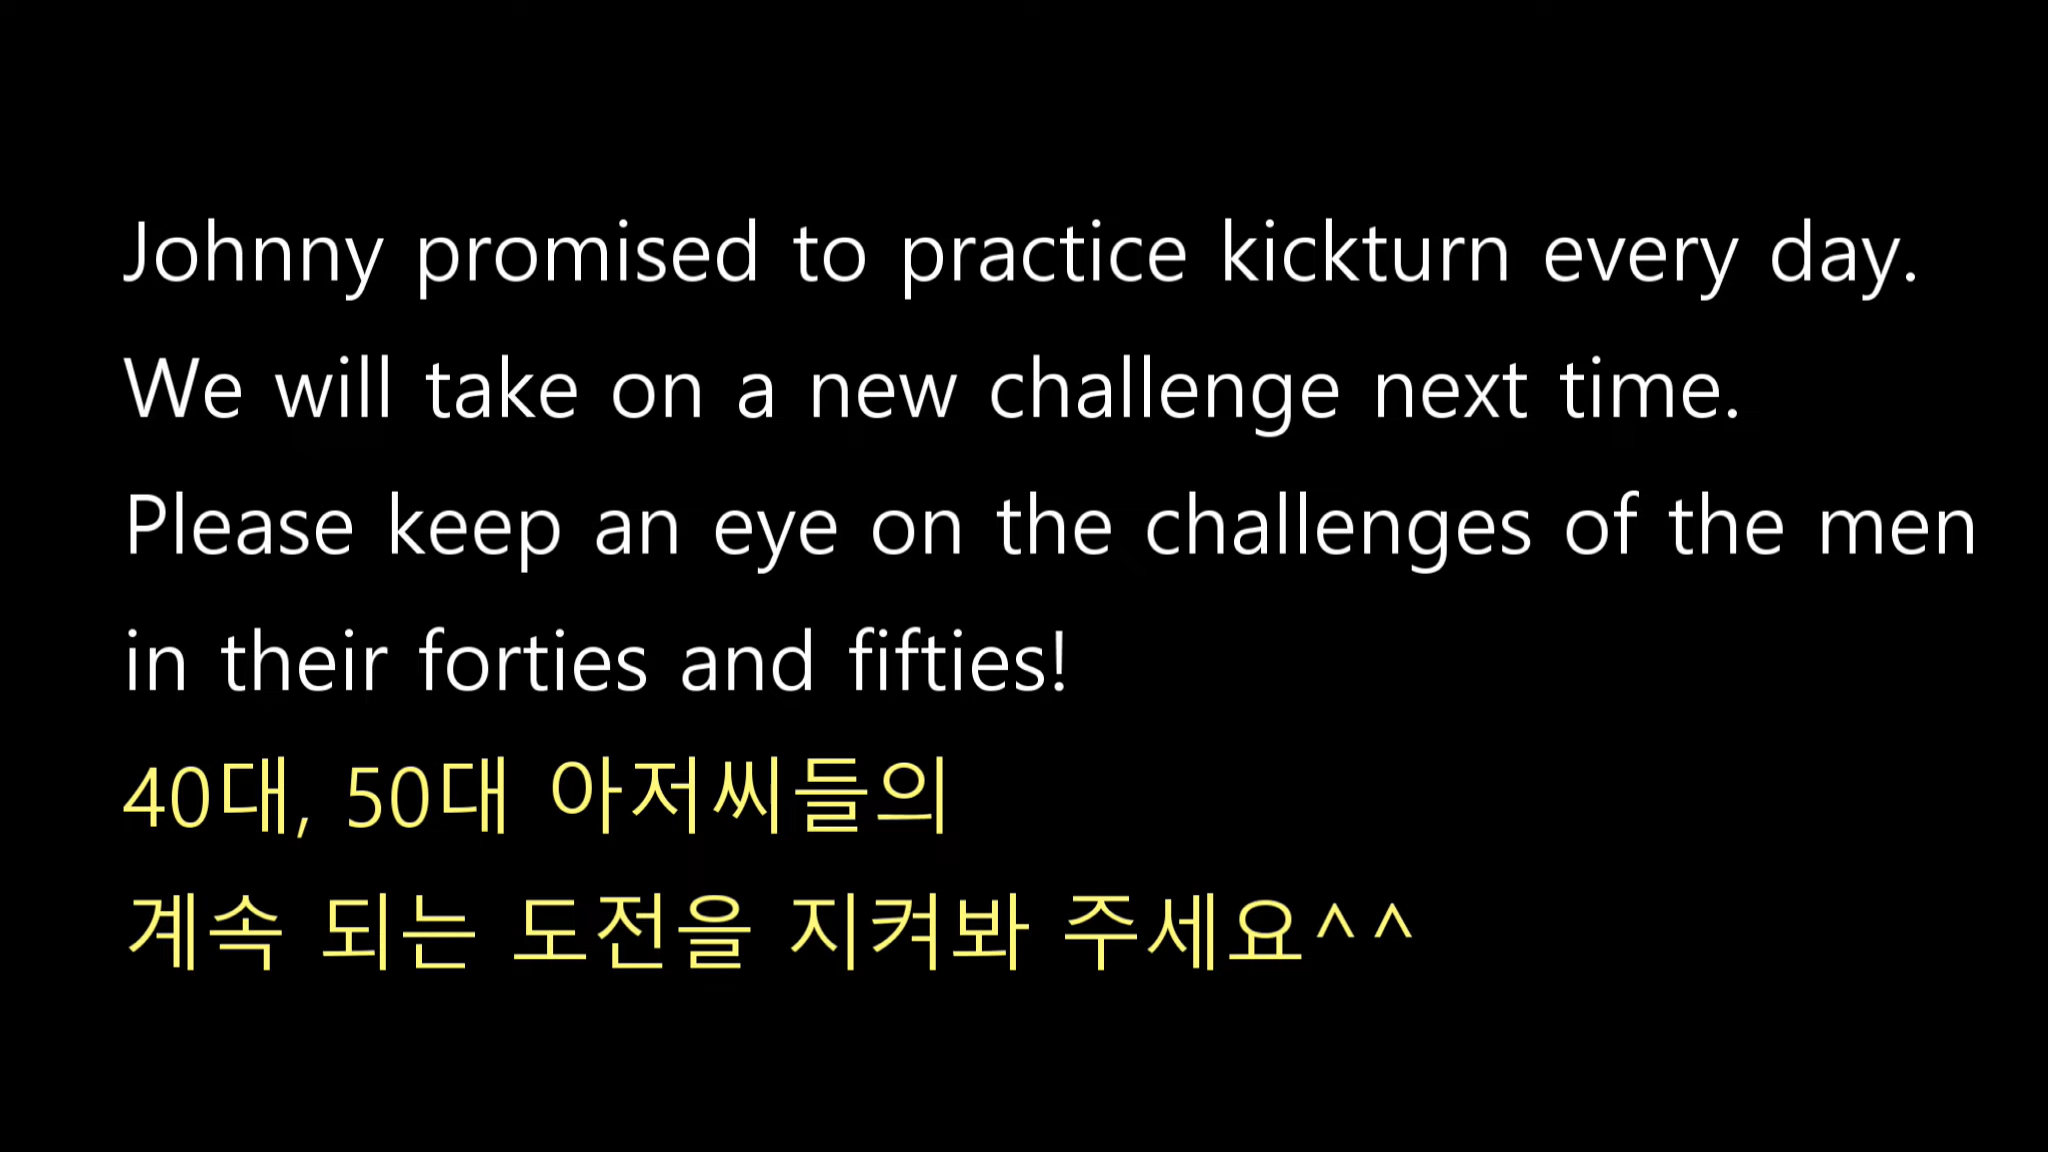 Johnny promised to practice kickturn every day.
We will take on a new challenge next time.
Please keep an eye on the challenges of the men
in their forties and fifties!
40대, 50대 아저씨들의
계속 되는 도전을 지켜봐 주세요^^